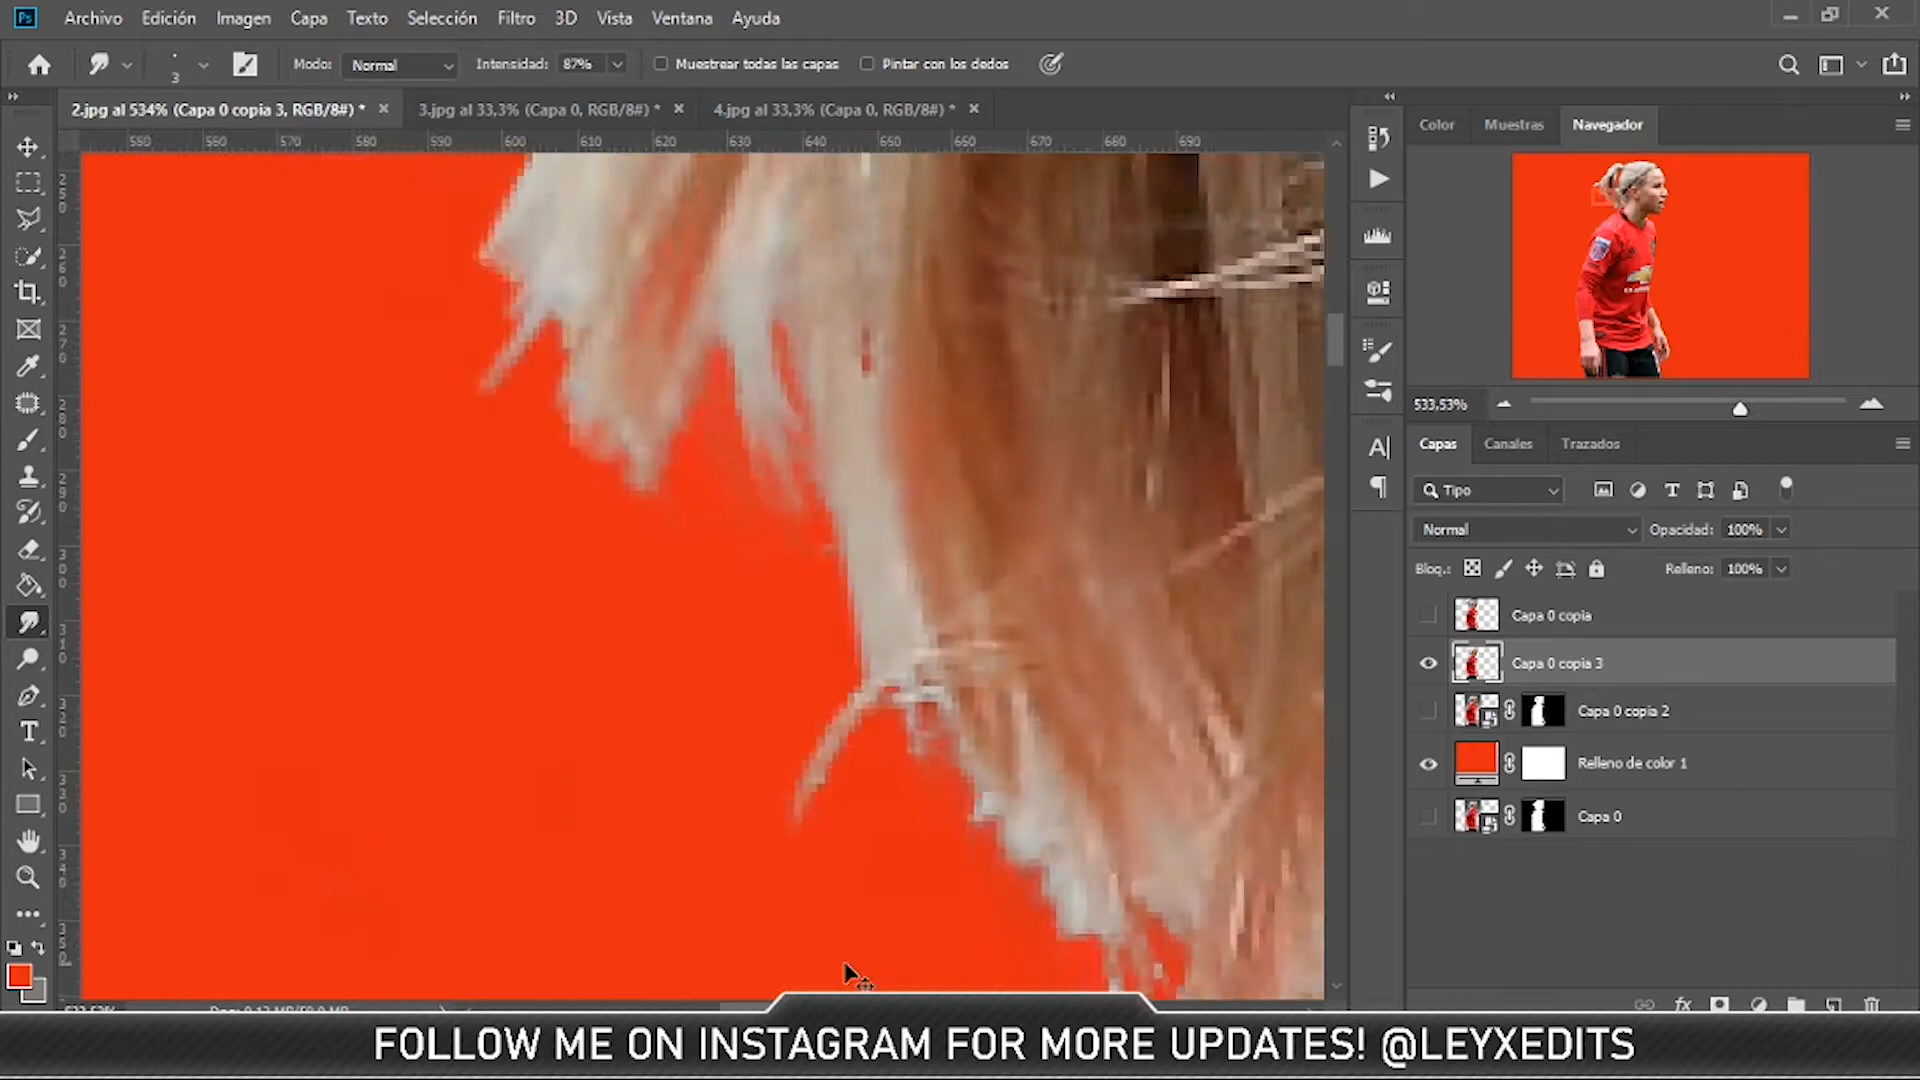 Ps Archivo Edición Imagen Capa Texto Selección Filtro 3D Vista Ventana Ayuda
3 Modo: Normal Intensidad: 87% Muestrear todas las capas Pintar con los dedos
2.jpg al 534% (Capa 0 copia 3, RGB/8#) * 3.jpg al 33,3% (Capa 0, RGB/8#) * 4.jpg al 33,3% (Capa 0, RGB/8#) *
Color Muestras Navegador
600 610 620 630 640 650 660 670 680 690
533,53%
Capas Canales Trazados
Tipo
Normal Opacidad: 100%
Bloq.: Relleno: 100%
Capa 0 copia
Capa 0 copia 3
Capa 0 copia 2
Relleno de color 1
Capa 0
fx
FOLLOW ME ON INSTAGRAM FOR MORE UPDATES! @LEYXEDITS